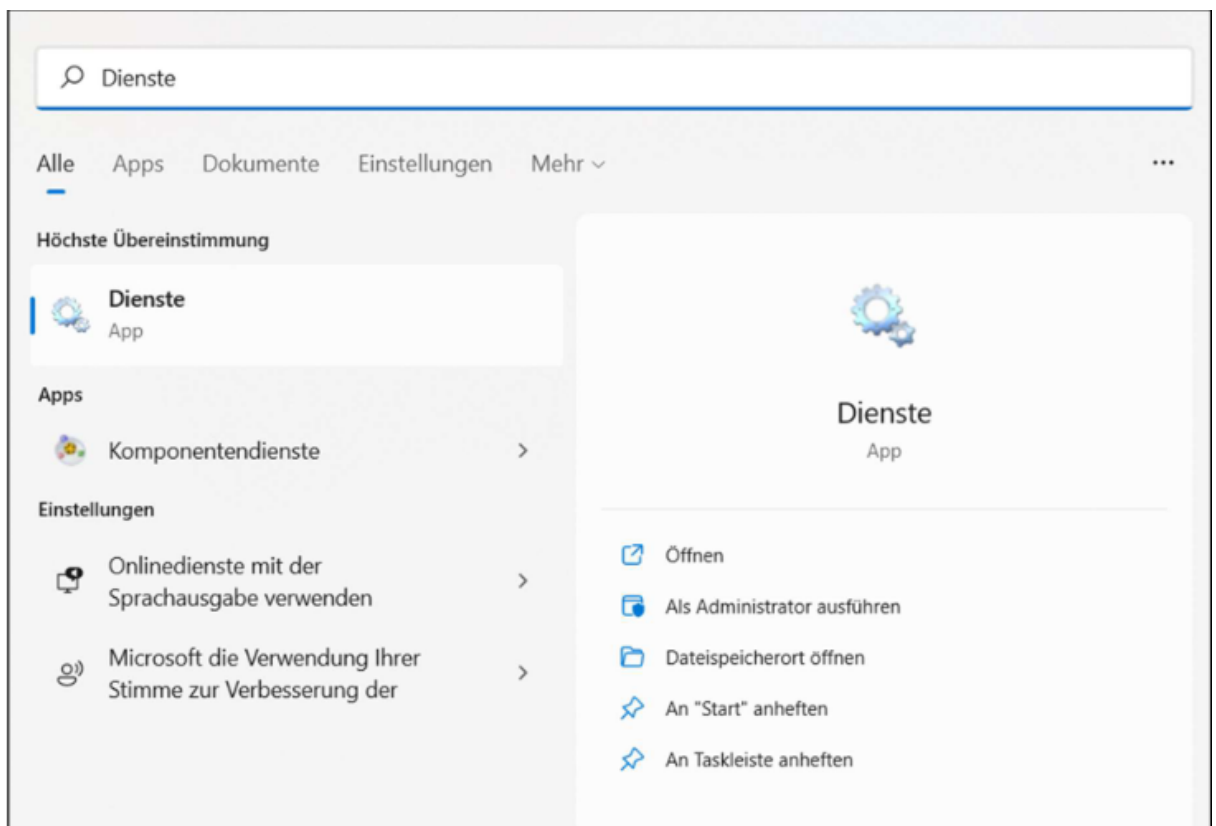 Dienste
Alle Apps Dokumente Einstellungen Mehr
Höchste Übereinstimmung
Dienste
App
Apps
Komponentendienste
Einstellungen
Onlinedienste mit der
Sprachausgabe verwenden
Microsoft die Verwendung Ihrer
Stimme zur Verbesserung der
Dienste
App
Öffnen
Als Administrator ausführen
Dateispeicherort öffnen
An "Start" anheften
An Taskleiste anheften